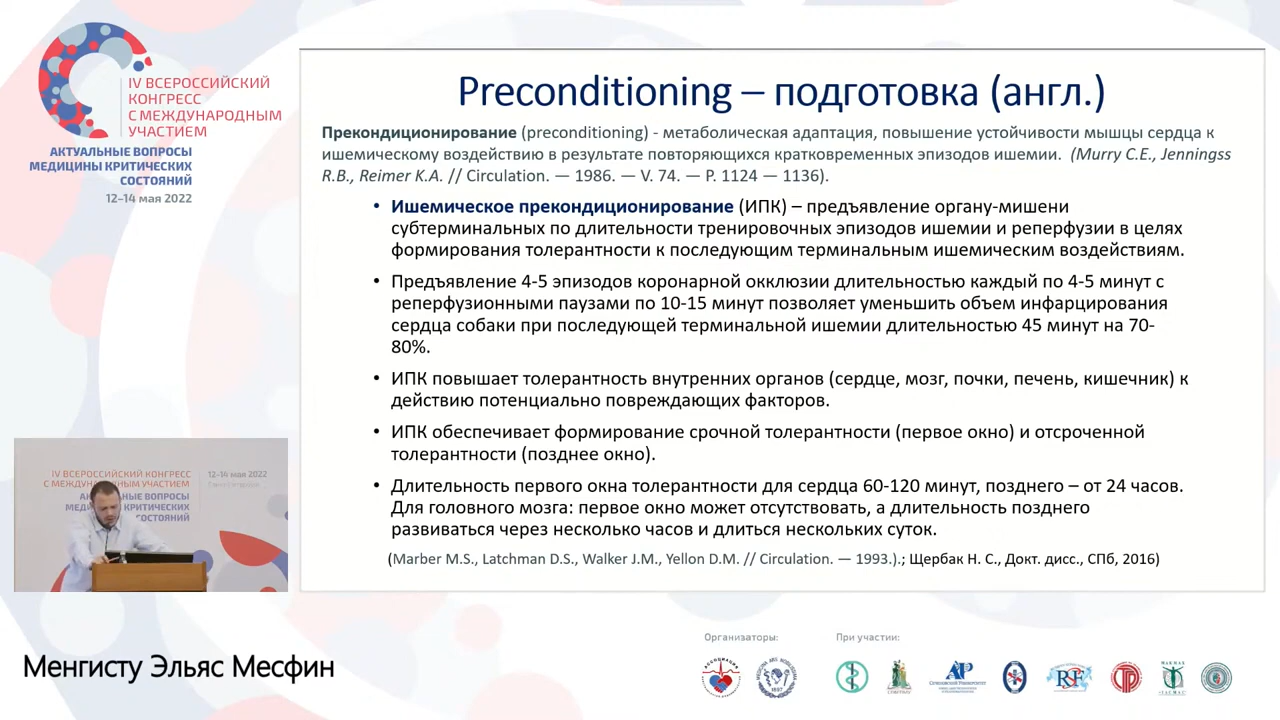 IV ВСЕРОССИЙСКИЙ
КОНГРЕСС
С МЕЖДУНАРОДНЫМ
УЧАСТИЕМ
АКТУАЛЬНЫЕ ВОПРОСЫ
МЕДИЦИНЫ КРИТИЧЕСКИХ
СОСТОЯНИЙ
12–14 мая 2022
Preconditioning – подготовка (англ.)
Прекондиционирование (preconditioning) - метаболическая адаптация, повышение устойчивости мышцы сердца к
ишемическому воздействию в результате повторяющихся кратковременных эпизодов ишемии. (Murry C.E., Jenningss
R.B., Reimer K.A. // Circulation. — 1986. — V. 74. — P. 1124 — 1136).
• Ишемическое прекондиционирование (ИПК) – предъявление органу-мишени
субтерминальных по длительности тренировочных эпизодов ишемии и реперфузии в целях
формирования толерантности к последующим терминальным ишемическим воздействиям.
• Предъявление 4-5 эпизодов коронарной окклюзии длительностью каждый по 4-5 минут с
реперфузионными паузами по 10-15 минут позволяет уменьшить объем инфарцирования
сердца собаки при последующей терминальной ишемии длительностью 45 минут на 70-
80%.
• ИПК повышает толерантность внутренних органов (сердце, мозг, почки, печень, кишечник) к
действию потенциально повреждающих факторов.
• ИПК обеспечивает формирование срочной толерантности (первое окно) и отсроченной
толерантности (позднее окно).
• Длительность первого окна толерантности для сердца 60-120 минут, позднего – от 24 часов.
Для головного мозга: первое окно может отсутствовать, а длительность позднего
развиваться через несколько часов и длиться нескольких суток.
(Marber M.S., Latchman D.S., Walker J.M., Yellon D.M. // Circulation. — 1993.).; Щербак Н. С., Докт. дисс., СПб, 2016)
IV ВСЕРОССИЙСКИЙ КОНГРЕСС
12–14 мая 2022
УЧАСТИЕМ
СОСТОЯНИЙ
Менгисту Эльяс Месфин
Организаторы:
При участии: